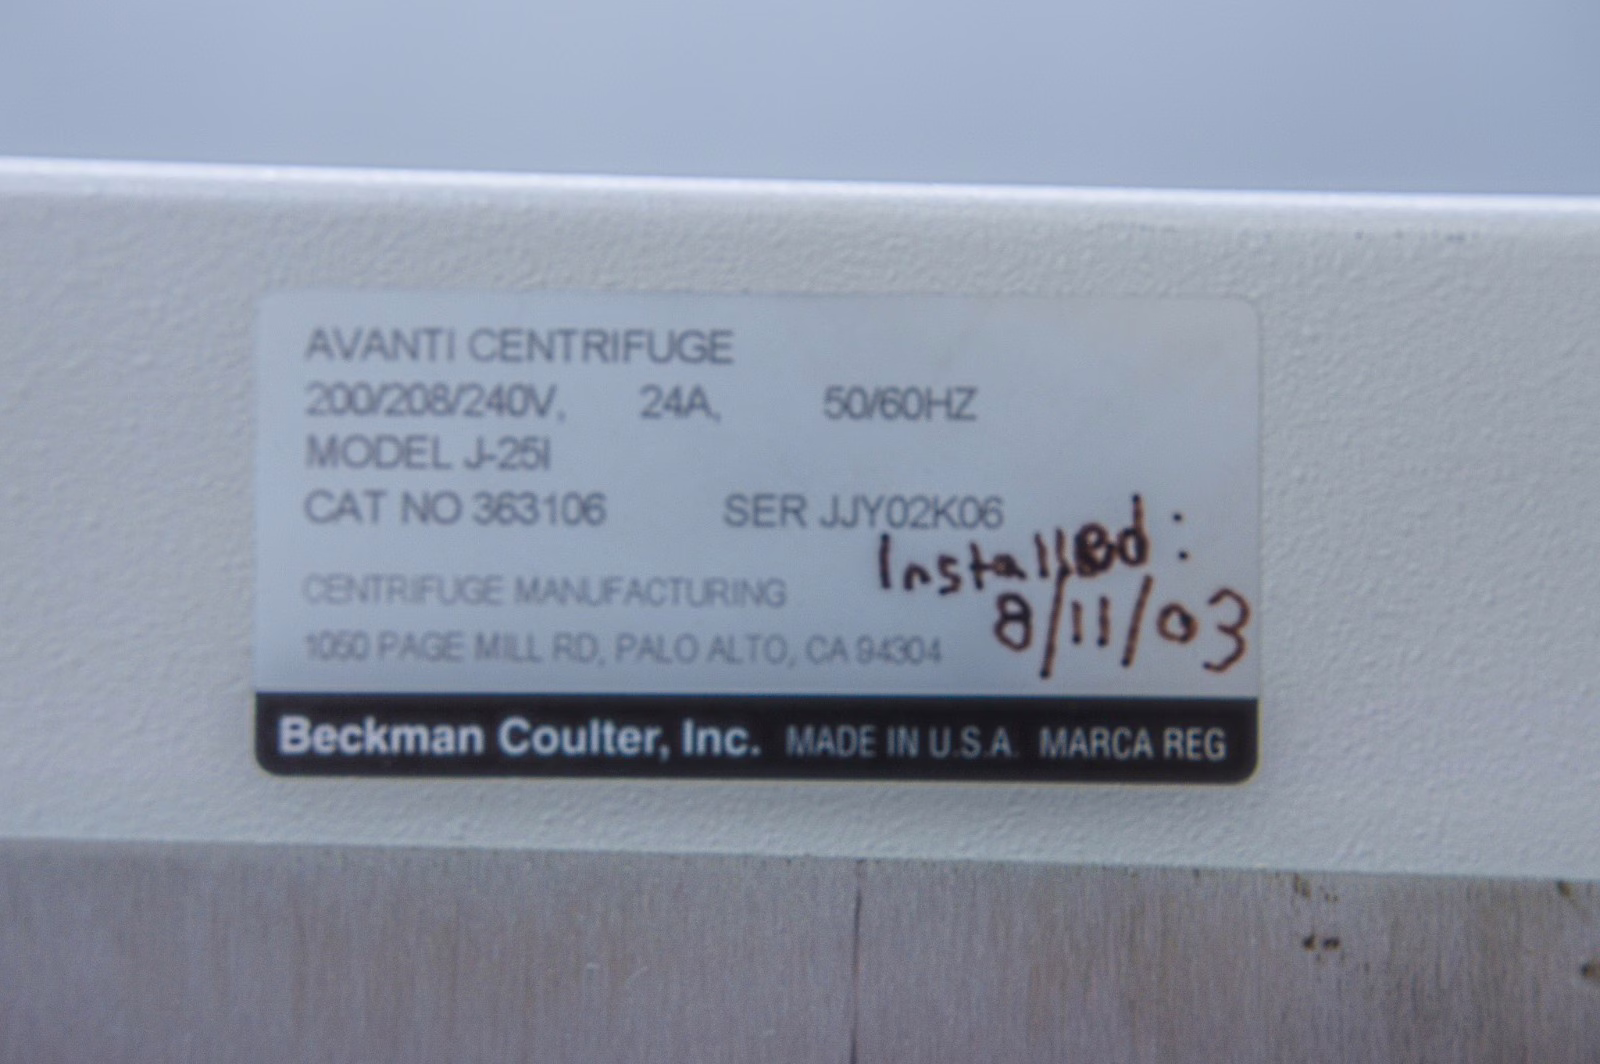 AVANTI CENTRIFUGE
200/208/240V, 24A, 50/60HZ
MODEL J-25I
CAT NO 363106 SER JJY02K06
Installed:
8/11/03
CENTRIFUGE MANUFACTURING
1050 PAGE MILL RD, PALO ALTO, CA 94304
Beckman Coulter, Inc. MADE IN U.S.A. MARCA REG